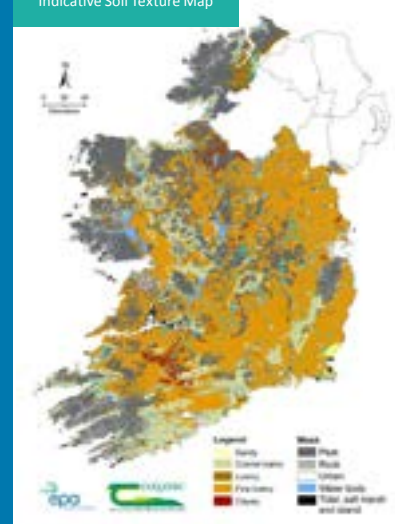 Indicative Soil Texture Map
N
Legend
Sandy
Coarse loamy
Loamy
Fine loamy
Clayey
Mask
Peat
Rock
Urban
Water body
Tidal, salt marsh
and island
epa
teagasc